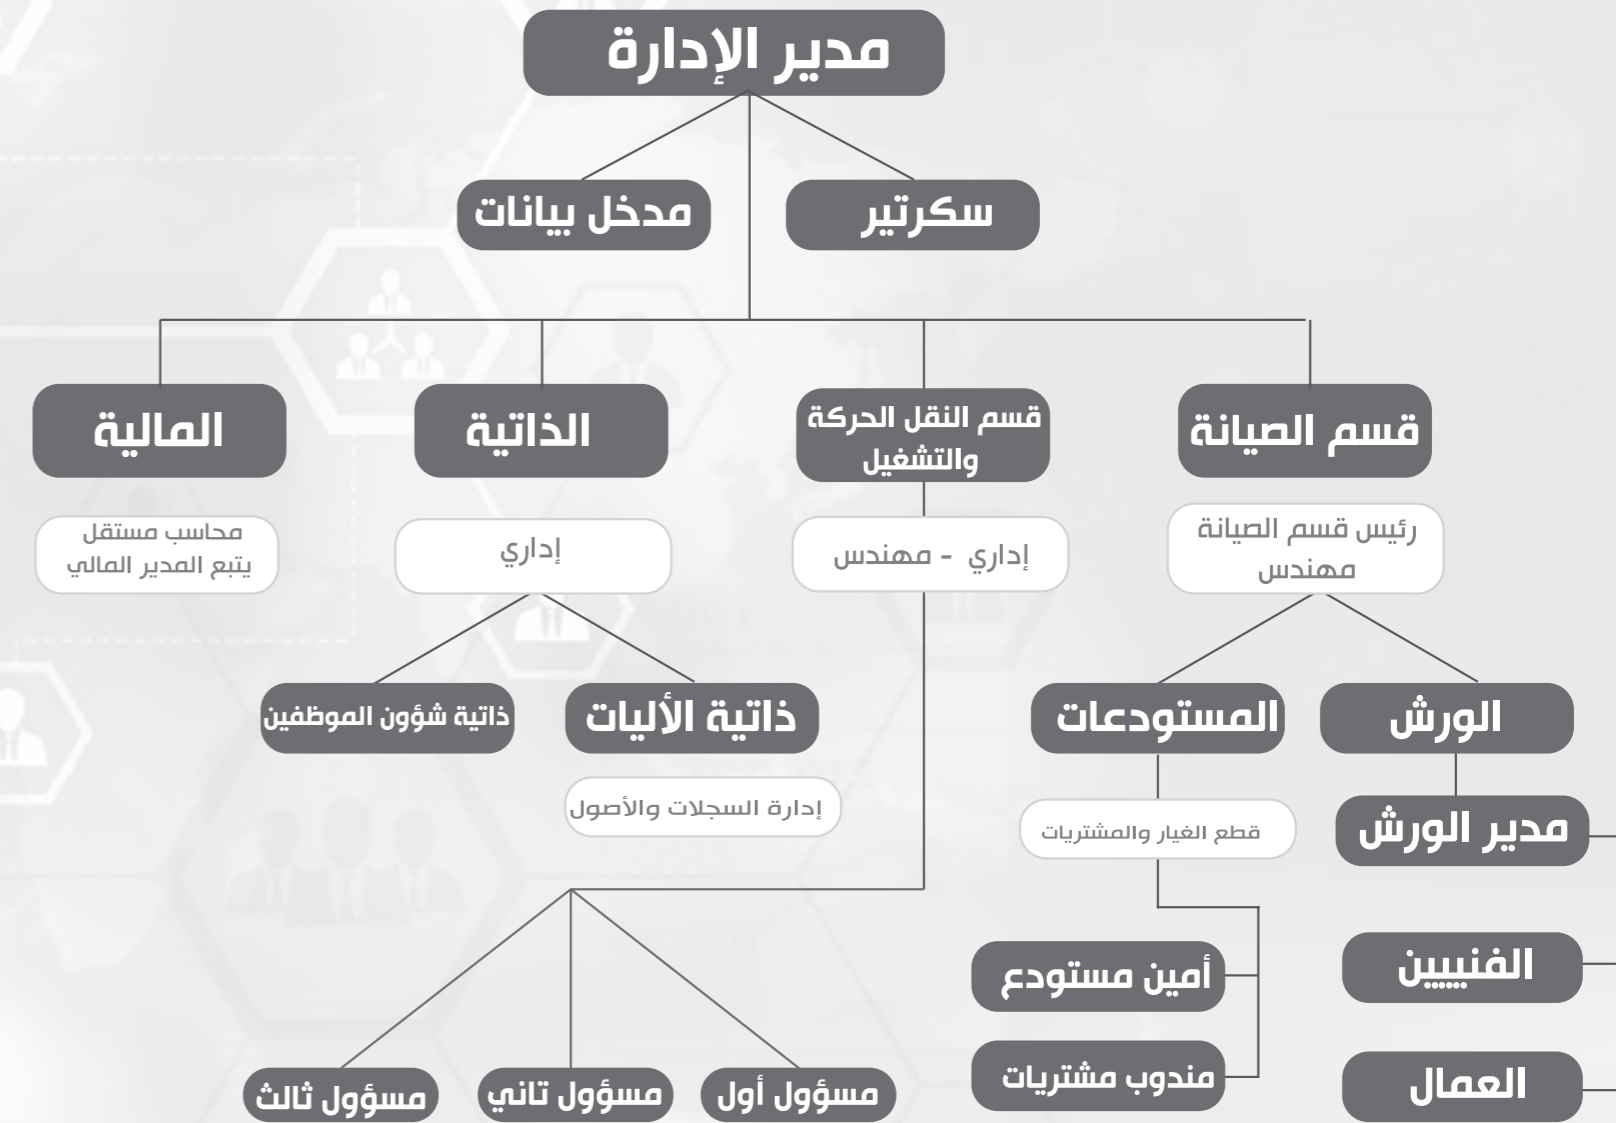 مدير الإدارة
سكرتير
مدخل بيانات
قسم الصيانة
قسم النقل الحركة
والتشغيل
الذاتية
المالية
رئيس قسم الصيانة
مهندس
إداري - مهندس
إداري
محاسب مستقل
يتبع المدير المالي
الورش
المستودعات
ذاتية الأليات
ذاتية شؤون الموظفين
مدير الورش
قطع الغيار والمشتريات
إدارة السجلات والأصول
الفنييين
أمين مستودع
العمال
مندوب مشتريات
مسؤول أول
مسؤول تاني
مسؤول ثالث